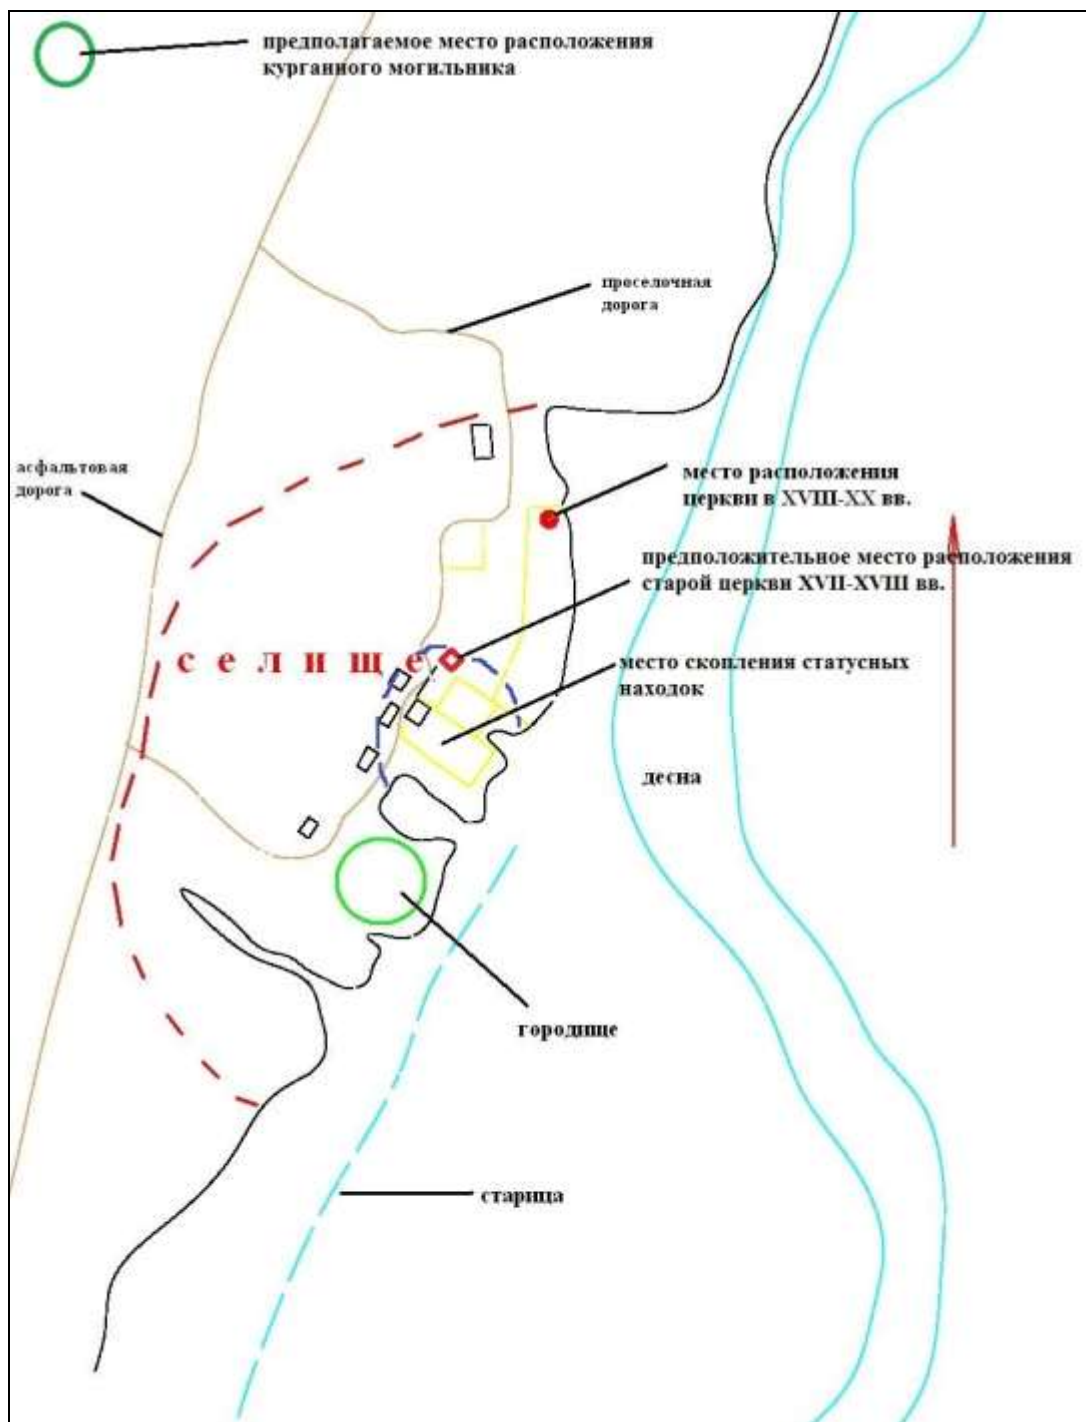 предполагаемое место расположения
курганного могильника
проселочная
дорога
асфальтовая
дорога
место расположения
церкви в XVIII-XX вв.
предположительное место расположения
старой церкви XVII-XVIII вв.
селище
место скопления статусных
находок
десна
городище
старица